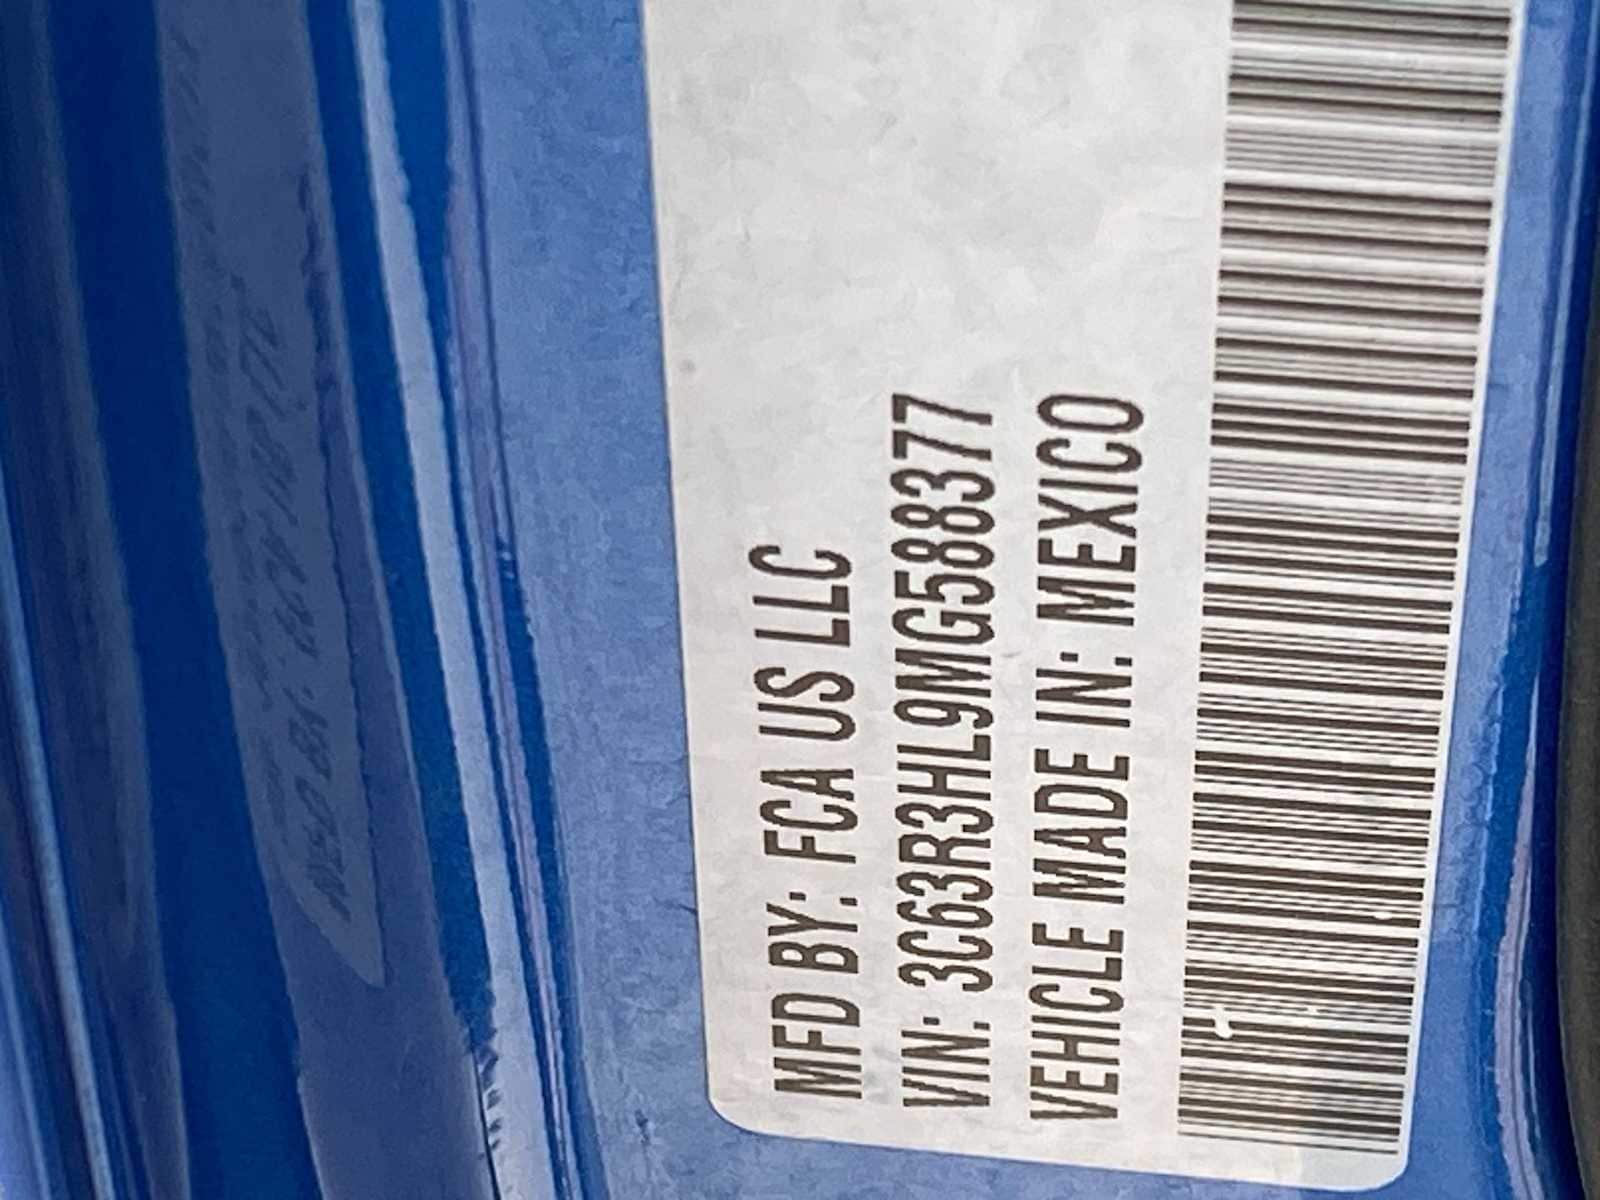 MFD BY: FCA US LLC
VIN: 3C63R3HL9MG588377
VEHICLE MADE IN: MEXICO